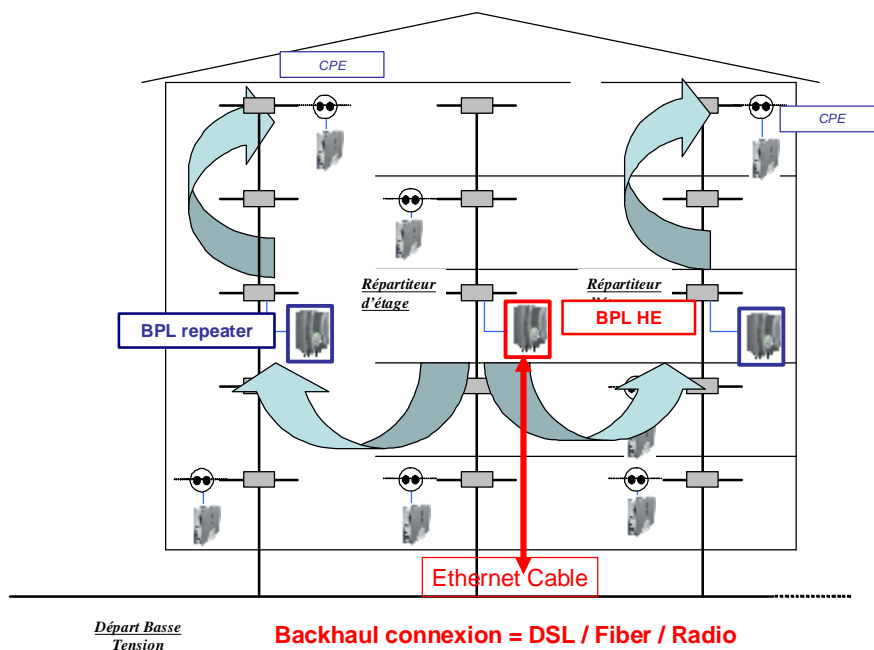 CPE
CPE
Répartiteur
d'étage
Répartiteur
BPL repeater
BPL HE
Ethernet Cable
Départ Basse
Tension
Backhaul connexion = DSL / Fiber / Radio